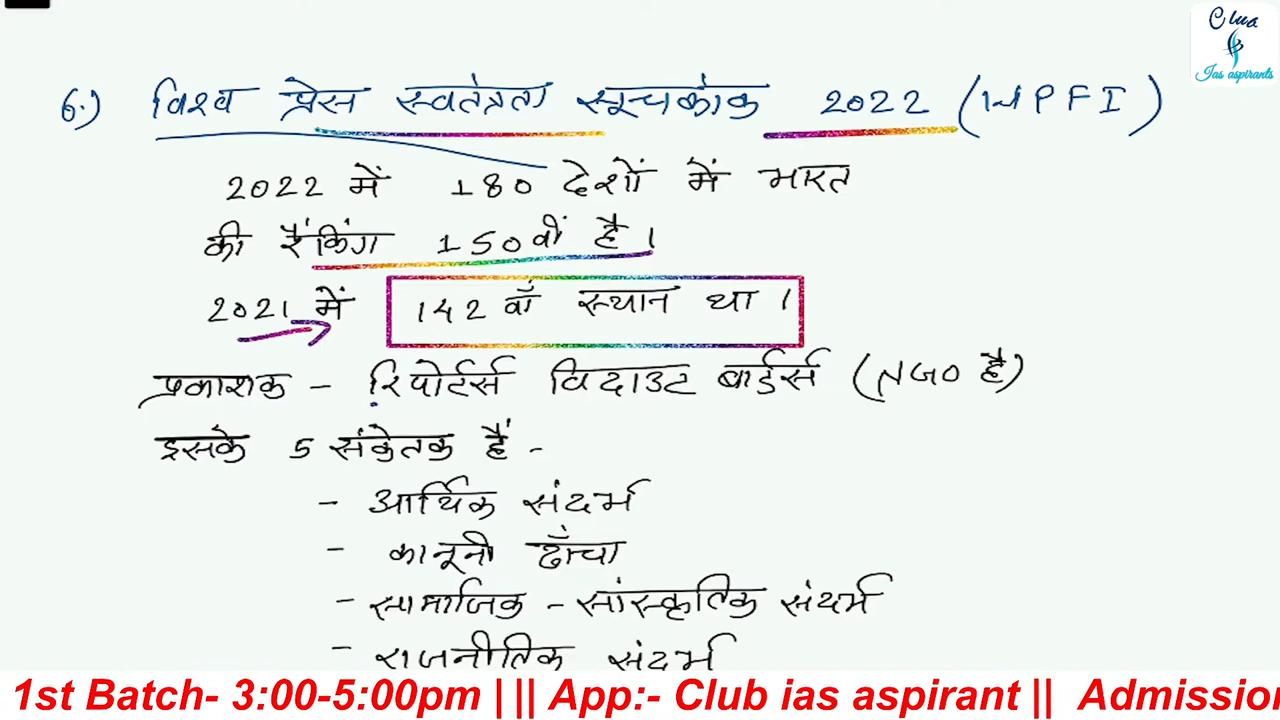 Club
Ias aspirants
6.) विश्व प्रेस स्वतंत्रता सूचकांक 2022 (WPFI)
2022 में 180 देशों में भारत
की रैंकिंग 150वीं है।
2021 में 142 वाँ स्थान था।
प्रकाशक - रिपोर्टर्स विदाउट बार्डर्स (NGO है)
इसके 5 संकेतक हैं -
- आर्थिक संदर्भ
- कानूनी ढाँचा
- सामाजिक - सांस्कृतिक संदर्भ
- राजनीतिक संदर्भ
1st Batch- 3:00-5:00pm | || App:- Club ias aspirant || Admission